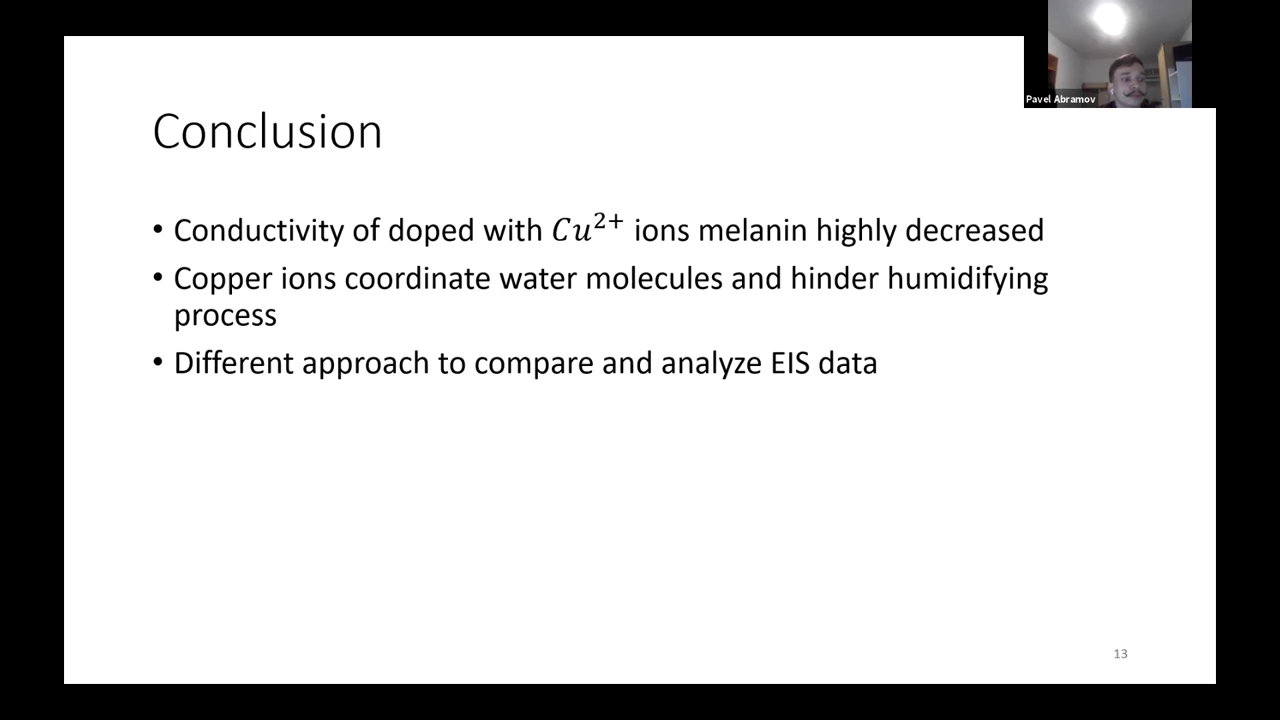 Pavel Abramov
Conclusion
• Conductivity of doped with Cu²⁺ ions melanin highly decreased
• Copper ions coordinate water molecules and hinder humidifying
process
• Different approach to compare and analyze EIS data
13